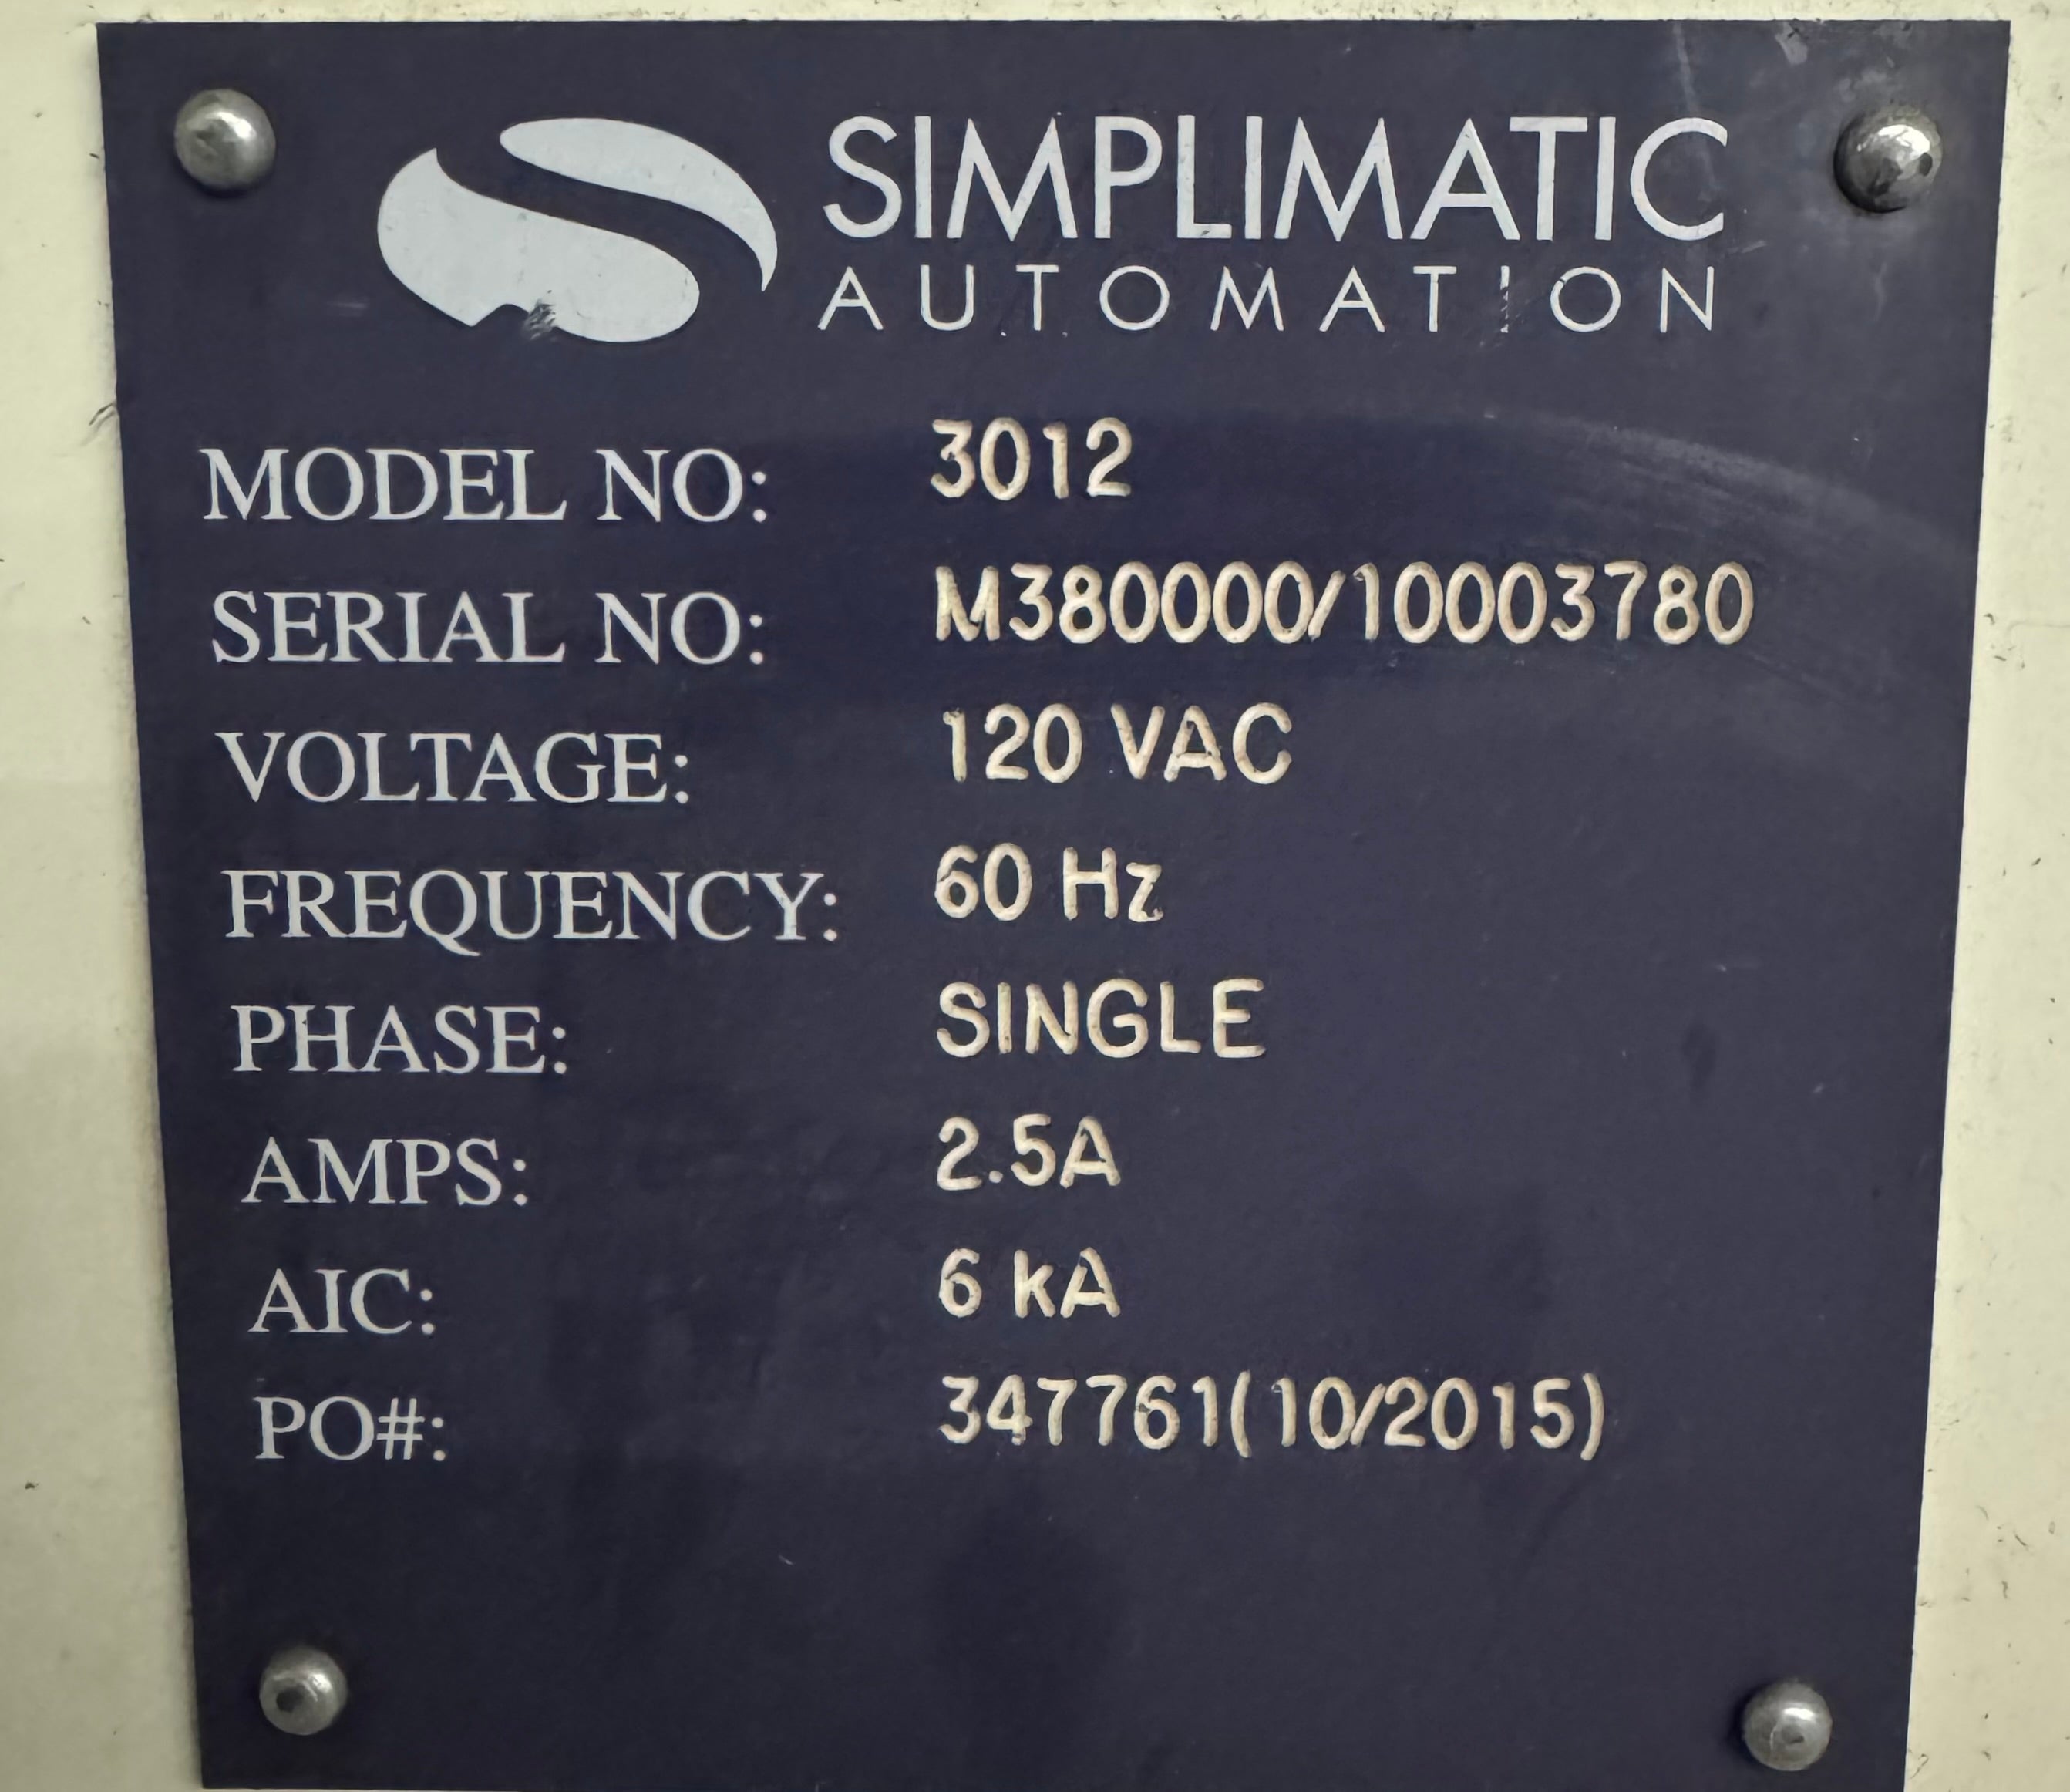 SIMPLIMATIC
AUTOMATION
MODEL NO: 3012
SERIAL NO: M380000/10003780
VOLTAGE: 120 VAC
FREQUENCY: 60 Hz
PHASE: SINGLE
AMPS: 2.5A
AIC: 6 kA
PO#: 347761(10/2015)